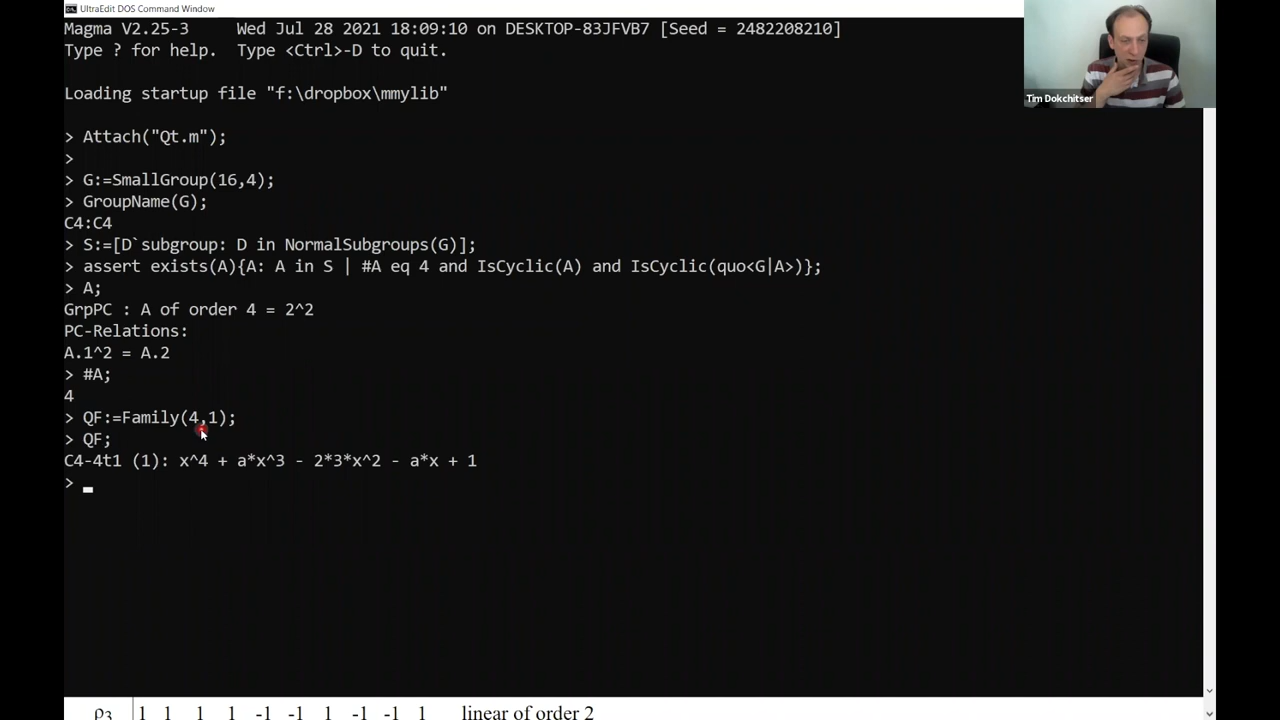 UltraEdit DOS Command Window
Magma V2.25-3     Wed Jul 28 2021 18:09:10 on DESKTOP-83JFVB7 [Seed = 2482208210]
Type ? for help.  Type <Ctrl>-D to quit.
Loading startup file "f:\dropbox\mmylib"
> Attach("Qt.m");
>
> G:=SmallGroup(16,4);
> GroupName(G);
C4:C4
> S:=[D`subgroup: D in NormalSubgroups(G)];
> assert exists(A){A: A in S | #A eq 4 and IsCyclic(A) and IsCyclic(quo<G|A>)};
> A;
GrpPC : A of order 4 = 2^2
PC-Relations:
A.1^2 = A.2
> #A;
4
> QF:=Family(4,1);
> QF;
C4-4t1 (1): x^4 + a*x^3 - 2*3*x^2 - a*x + 1
>
Tim Dokchitser
ρ3 1 1 1 1 -1 -1 1 -1 -1 1 linear of order 2